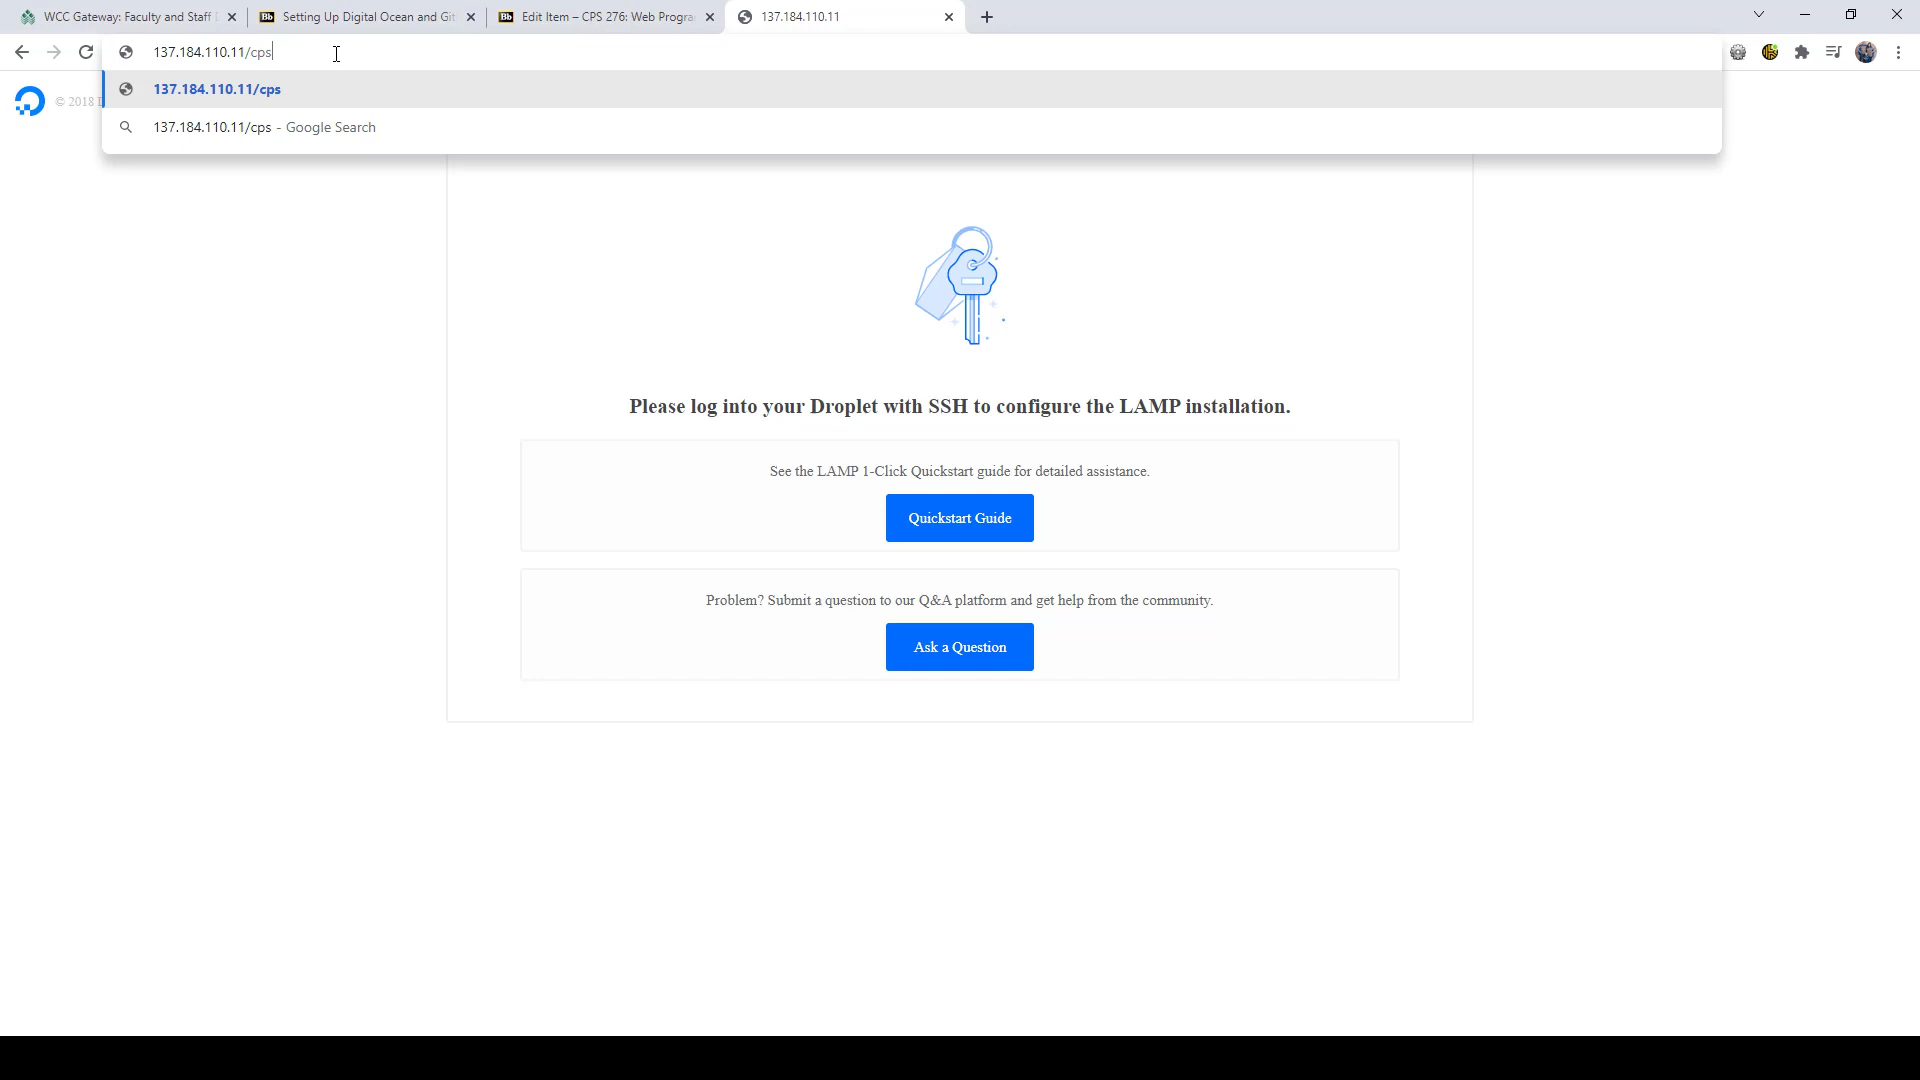 WCC Gateway: Faculty and Staff
Bb Setting Up Digital Ocean and Git
Bb Edit Item – CPS 276: Web Progra
137.184.110.11
137.184.110.11/cps
137.184.110.11/cps
137.184.110.11/cps - Google Search
© 2018
Please log into your Droplet with SSH to configure the LAMP installation.
See the LAMP 1-Click Quickstart guide for detailed assistance.
Quickstart Guide
Problem? Submit a question to our Q&A platform and get help from the community.
Ask a Question